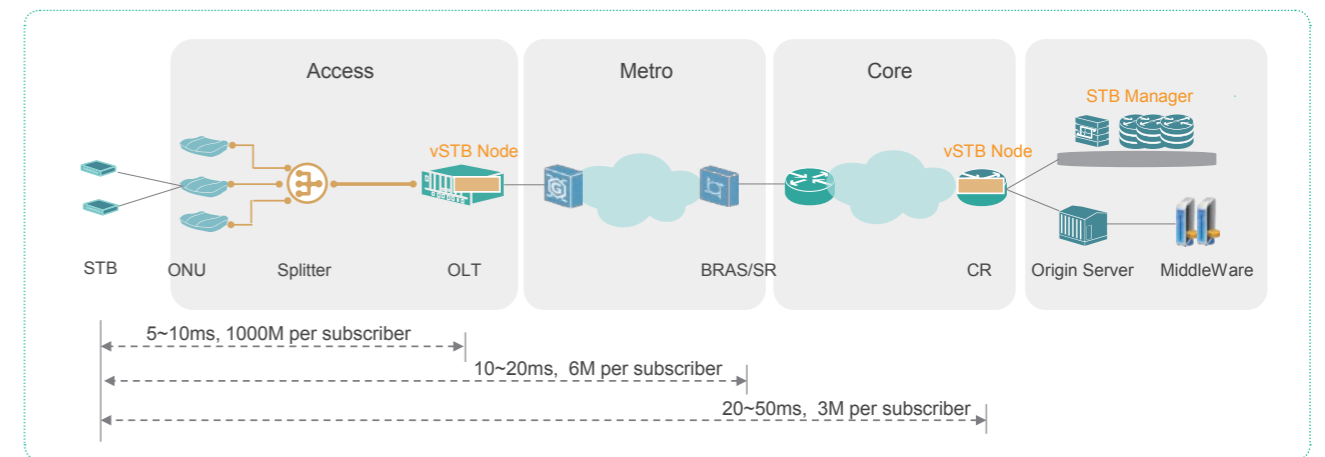 Access
Metro
Core
STB Manager
vSTB Node
vSTB Node
STB
ONU
Splitter
OLT
BRAS/SR
CR
Origin Server
MiddleWare
5~10ms, 1000M per subscriber
10~20ms, 6M per subscriber
20~50ms, 3M per subscriber